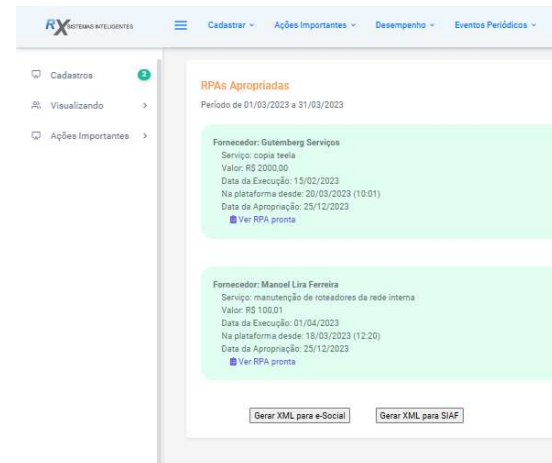 RX SISTEMAS INTELIGENTES
Cadastrar Ações Importantes Desempenho Eventos Periódicos
Cadastros 2
Visualizando
Ações Importantes
RPAs Apropriadas
Período de 01/03/2023 a 31/03/2023
Fornecedor: Gutemberg Serviços
Serviço: copia teela
Valor: R$ 2000,00
Data da Execução: 15/02/2023
Na plataforma desde: 20/03/2023 (10:01)
Data da Apropriação: 25/12/2023
Ver RPA pronta
Fornecedor: Manoel Lira Ferreira
Serviço: manutenção de roteadores da rede interna
Valor: R$ 100,01
Data da Execução: 01/04/2023
Na plataforma desde: 18/03/2023 (12:20)
Data da Apropriação: 25/12/2023
Ver RPA pronta
Gerar XML para e-Social Gerar XML para SIAF